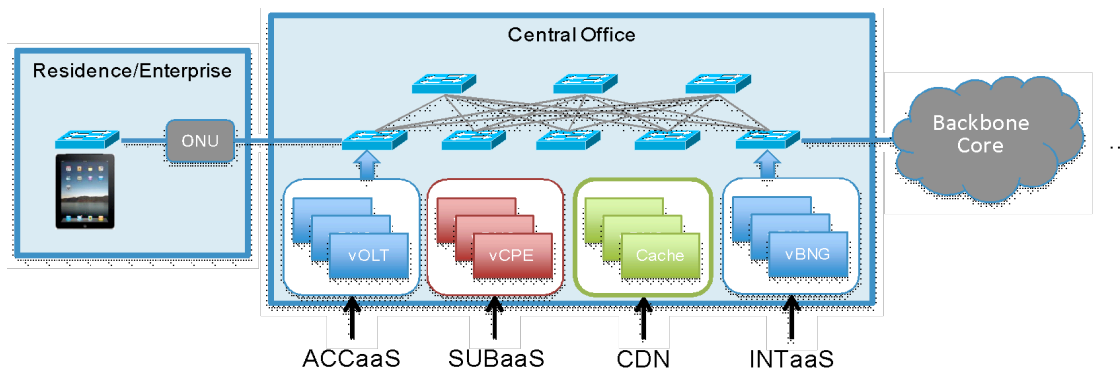 Central Office
Residence/Enterprise
ONU
Backbone
Core
..
vOLT
vCPE
Cache
vBNG
ACCaaS
SUBaaS
CDN
INTaaS